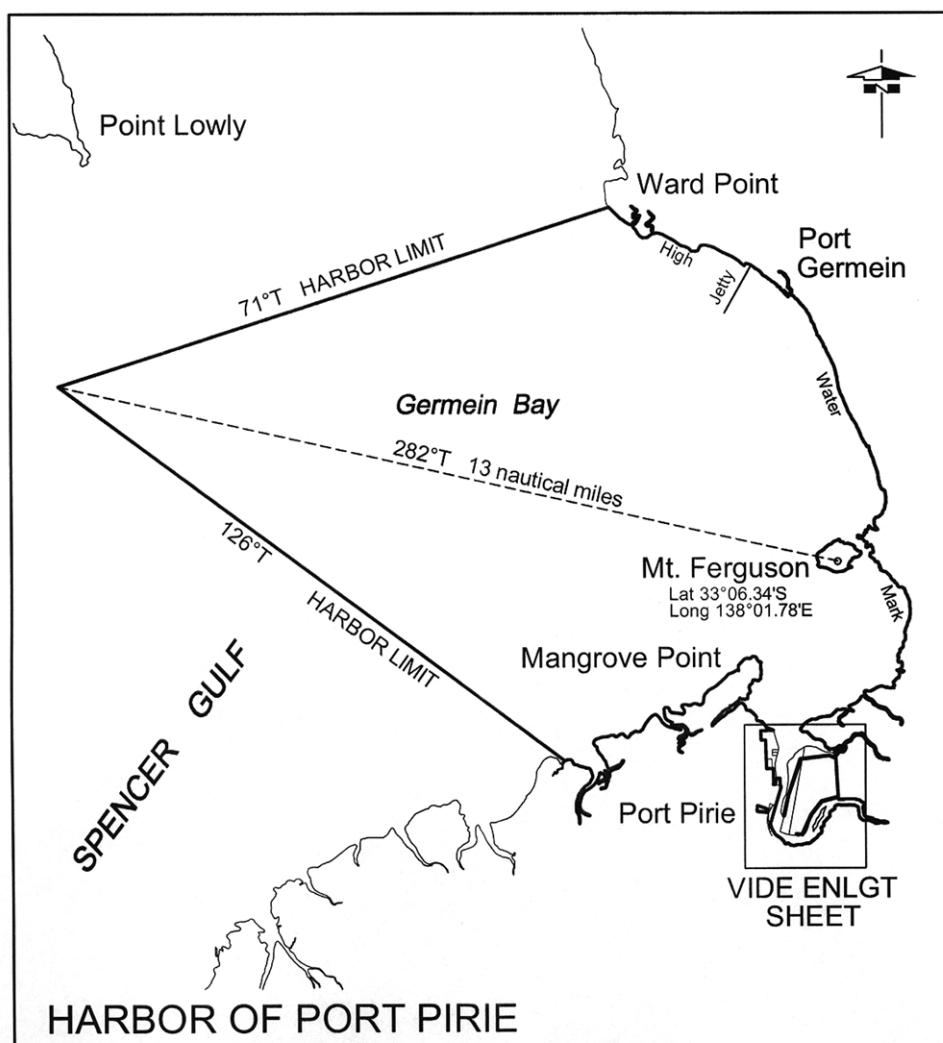 Point Lowly
Ward Point
Port
Germein
High
Jetty
Water
Mark
71°T HARBOR LIMIT
Germein Bay
282°T 13 nautical miles
126°T
HARBOR LIMIT
Mt. Ferguson
Lat 33°06.34'S
Long 138°01.78'E
Mangrove Point
SPENCER GULF
Port Pirie
VIDE ENLGT
SHEET
HARBOR OF PORT PIRIE